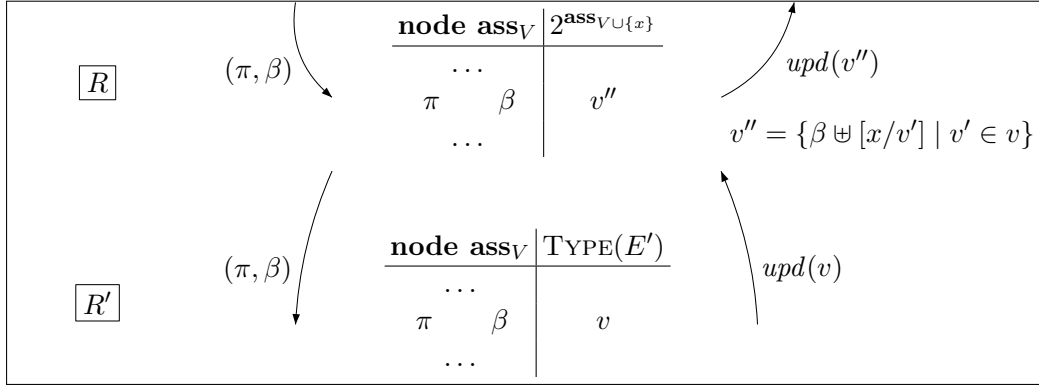 node ass_V 2^{ass_{V∪{x}}}
R (π, β) … upd(v′′)
π β v′′
… v′′ = {β ⊎ [x/v′] | v′ ∈ v}
node ass_V TYPE(E′)
(π, β) … upd(v)
R′ π β v
…